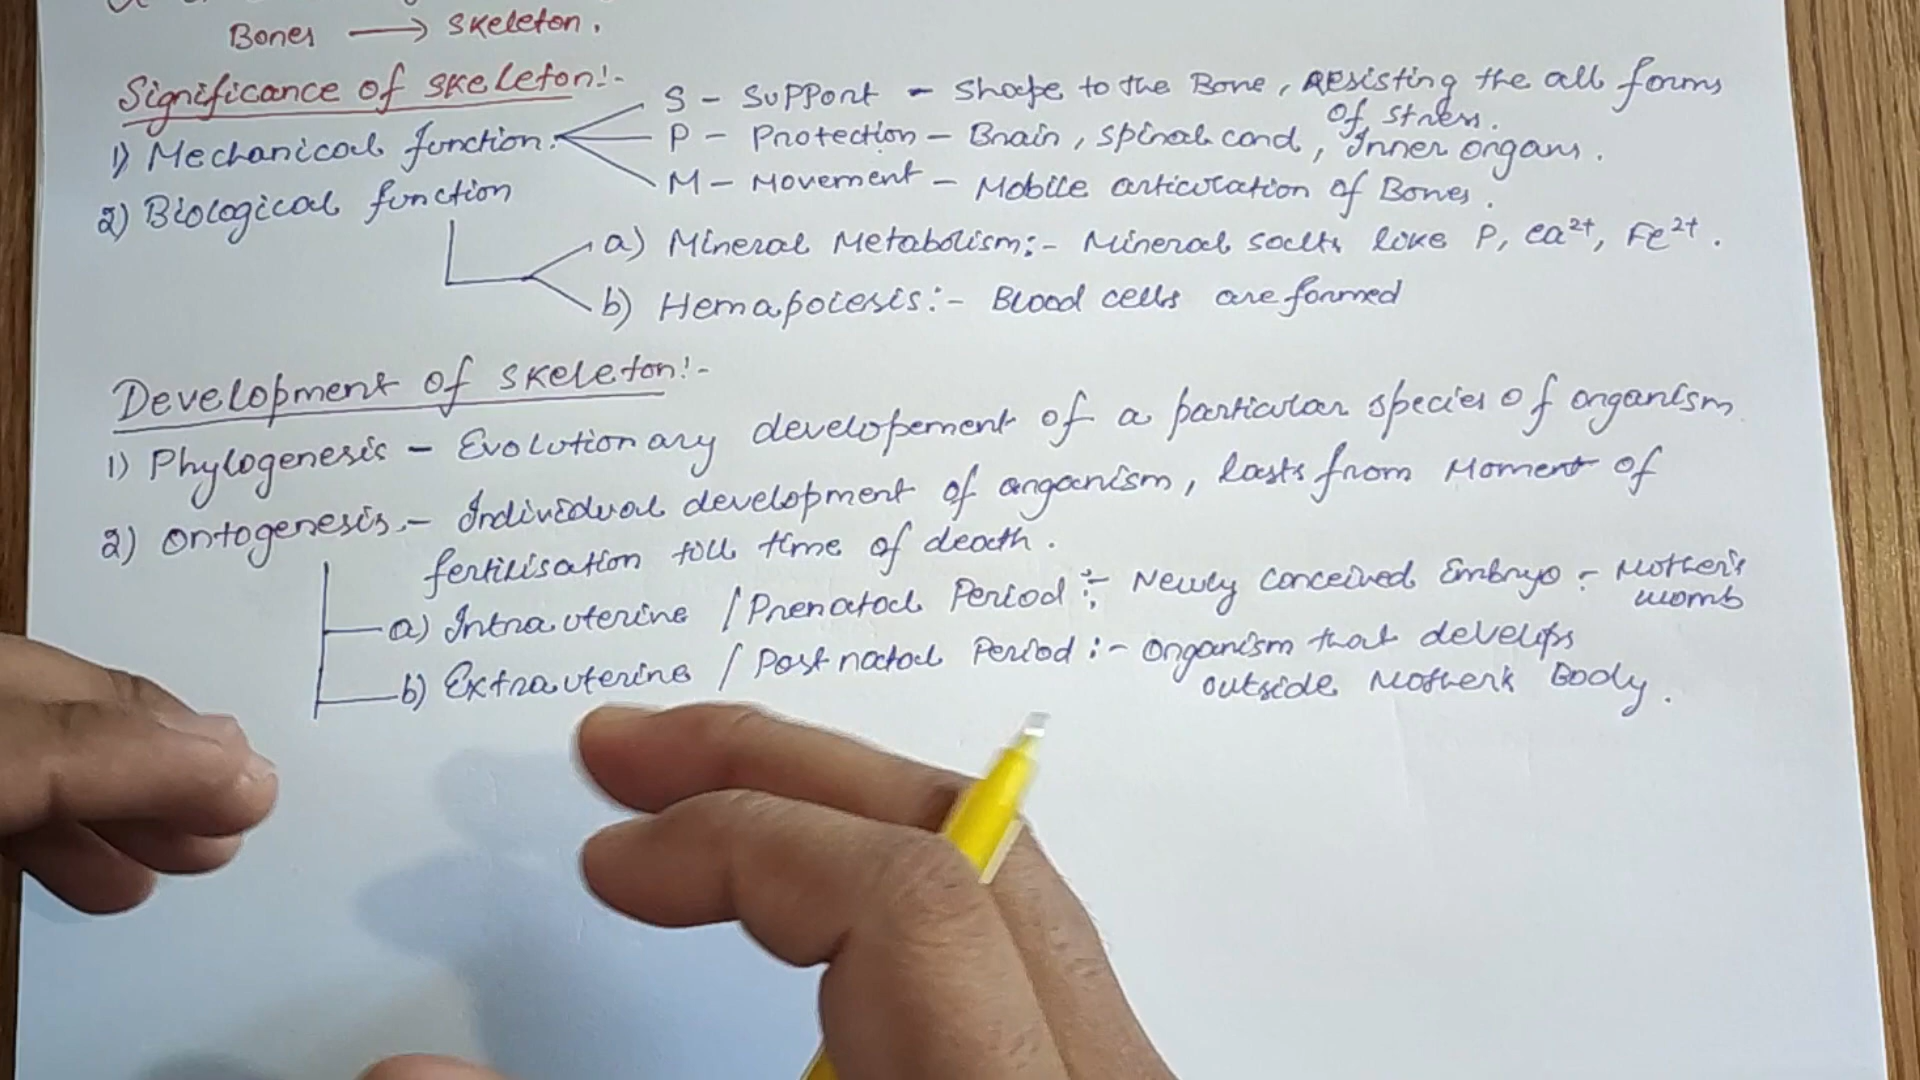 Bones → Skeleton.
Significance of Skeleton:-
1) Mechanical function.
S - Support - Shape to the Bone, Resisting the all forms of stress.
P - Protection - Brain, Spinal cord, Inner organs.
M - Movement - Mobile articulation of Bones.
2) Biological function
a) Mineral Metabolism:- Mineral salts like P, Ca²⁺, Fe²⁺.
b) Hemapoiesis:- Blood cells are formed
Development of Skeleton:-
1) Phylogenesis - Evolutionary developement of a particular species of organism
2) Ontogenesis - Individual development of organism, lasts from Moment of
fertilisation till time of death.
a) Intrauterine / Prenatal Period :- Newly conceived Embryo - Mother's womb
b) Extrauterine / Postnatal Period :- Organism that develops
outside Mother's Body.